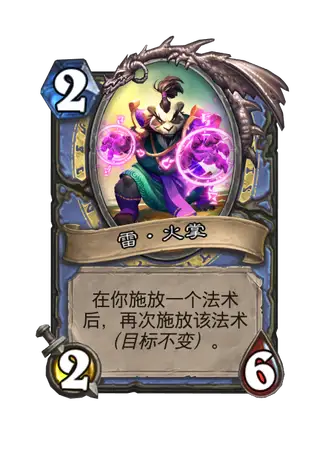 2
雷·火掌
在你施放一个法术
后，再次施放该法术
（目标不变）。
2
6